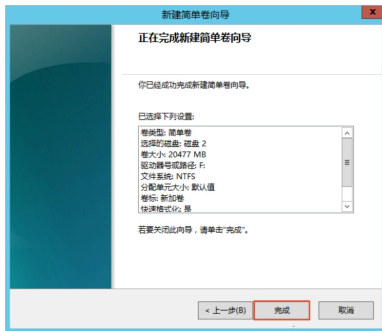 新建简单卷向导
正在完成新建简单卷向导
你已经成功完成新建简单卷向导。
已选择下列设置:
卷类型: 简单卷
选择的磁盘: 磁盘 2
卷大小: 20477 MB
驱动器号或路径: F:
文件系统: NTFS
分配单元大小: 默认值
卷标: 新加卷
快速格式化: 是
若要关闭此向导，请单击"完成"。
< 上一步(B)
完成
取消